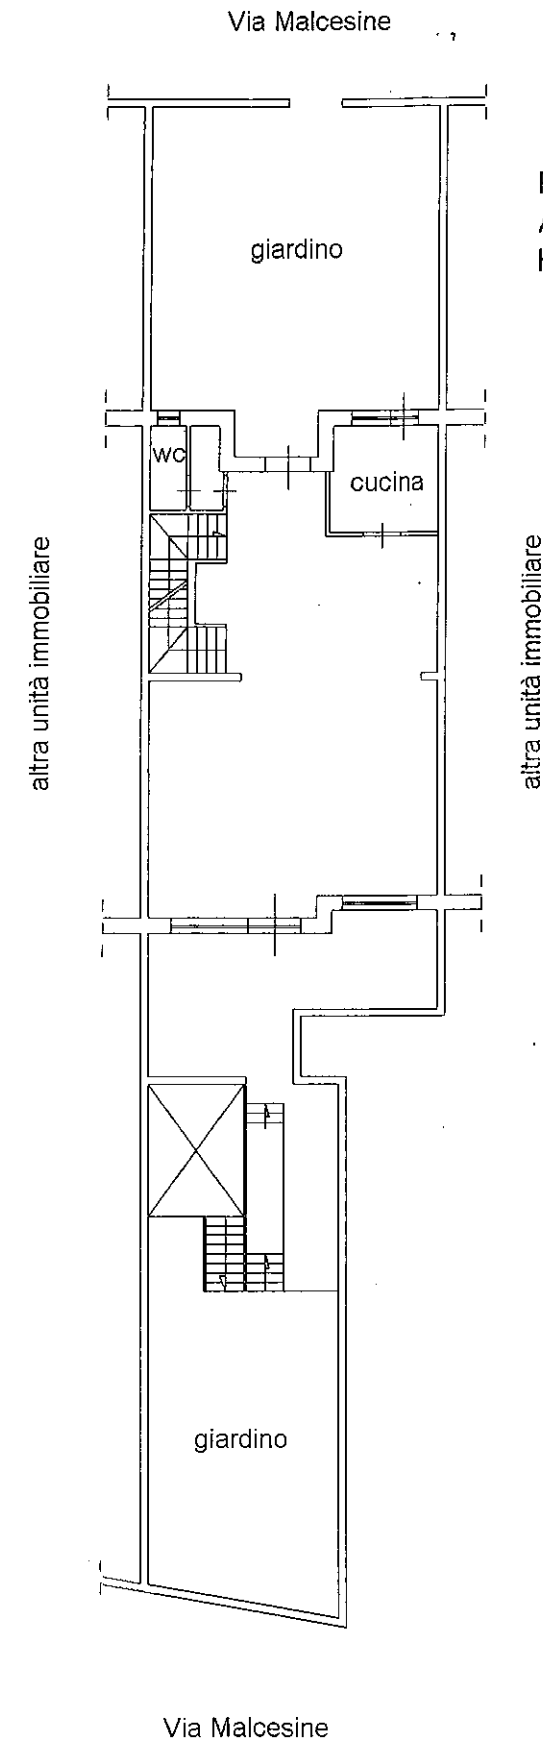 Via Malcesine
giardino
wc
cucina
altra unità immobiliare
altra unità immobiliare
giardino
Via Malcesine